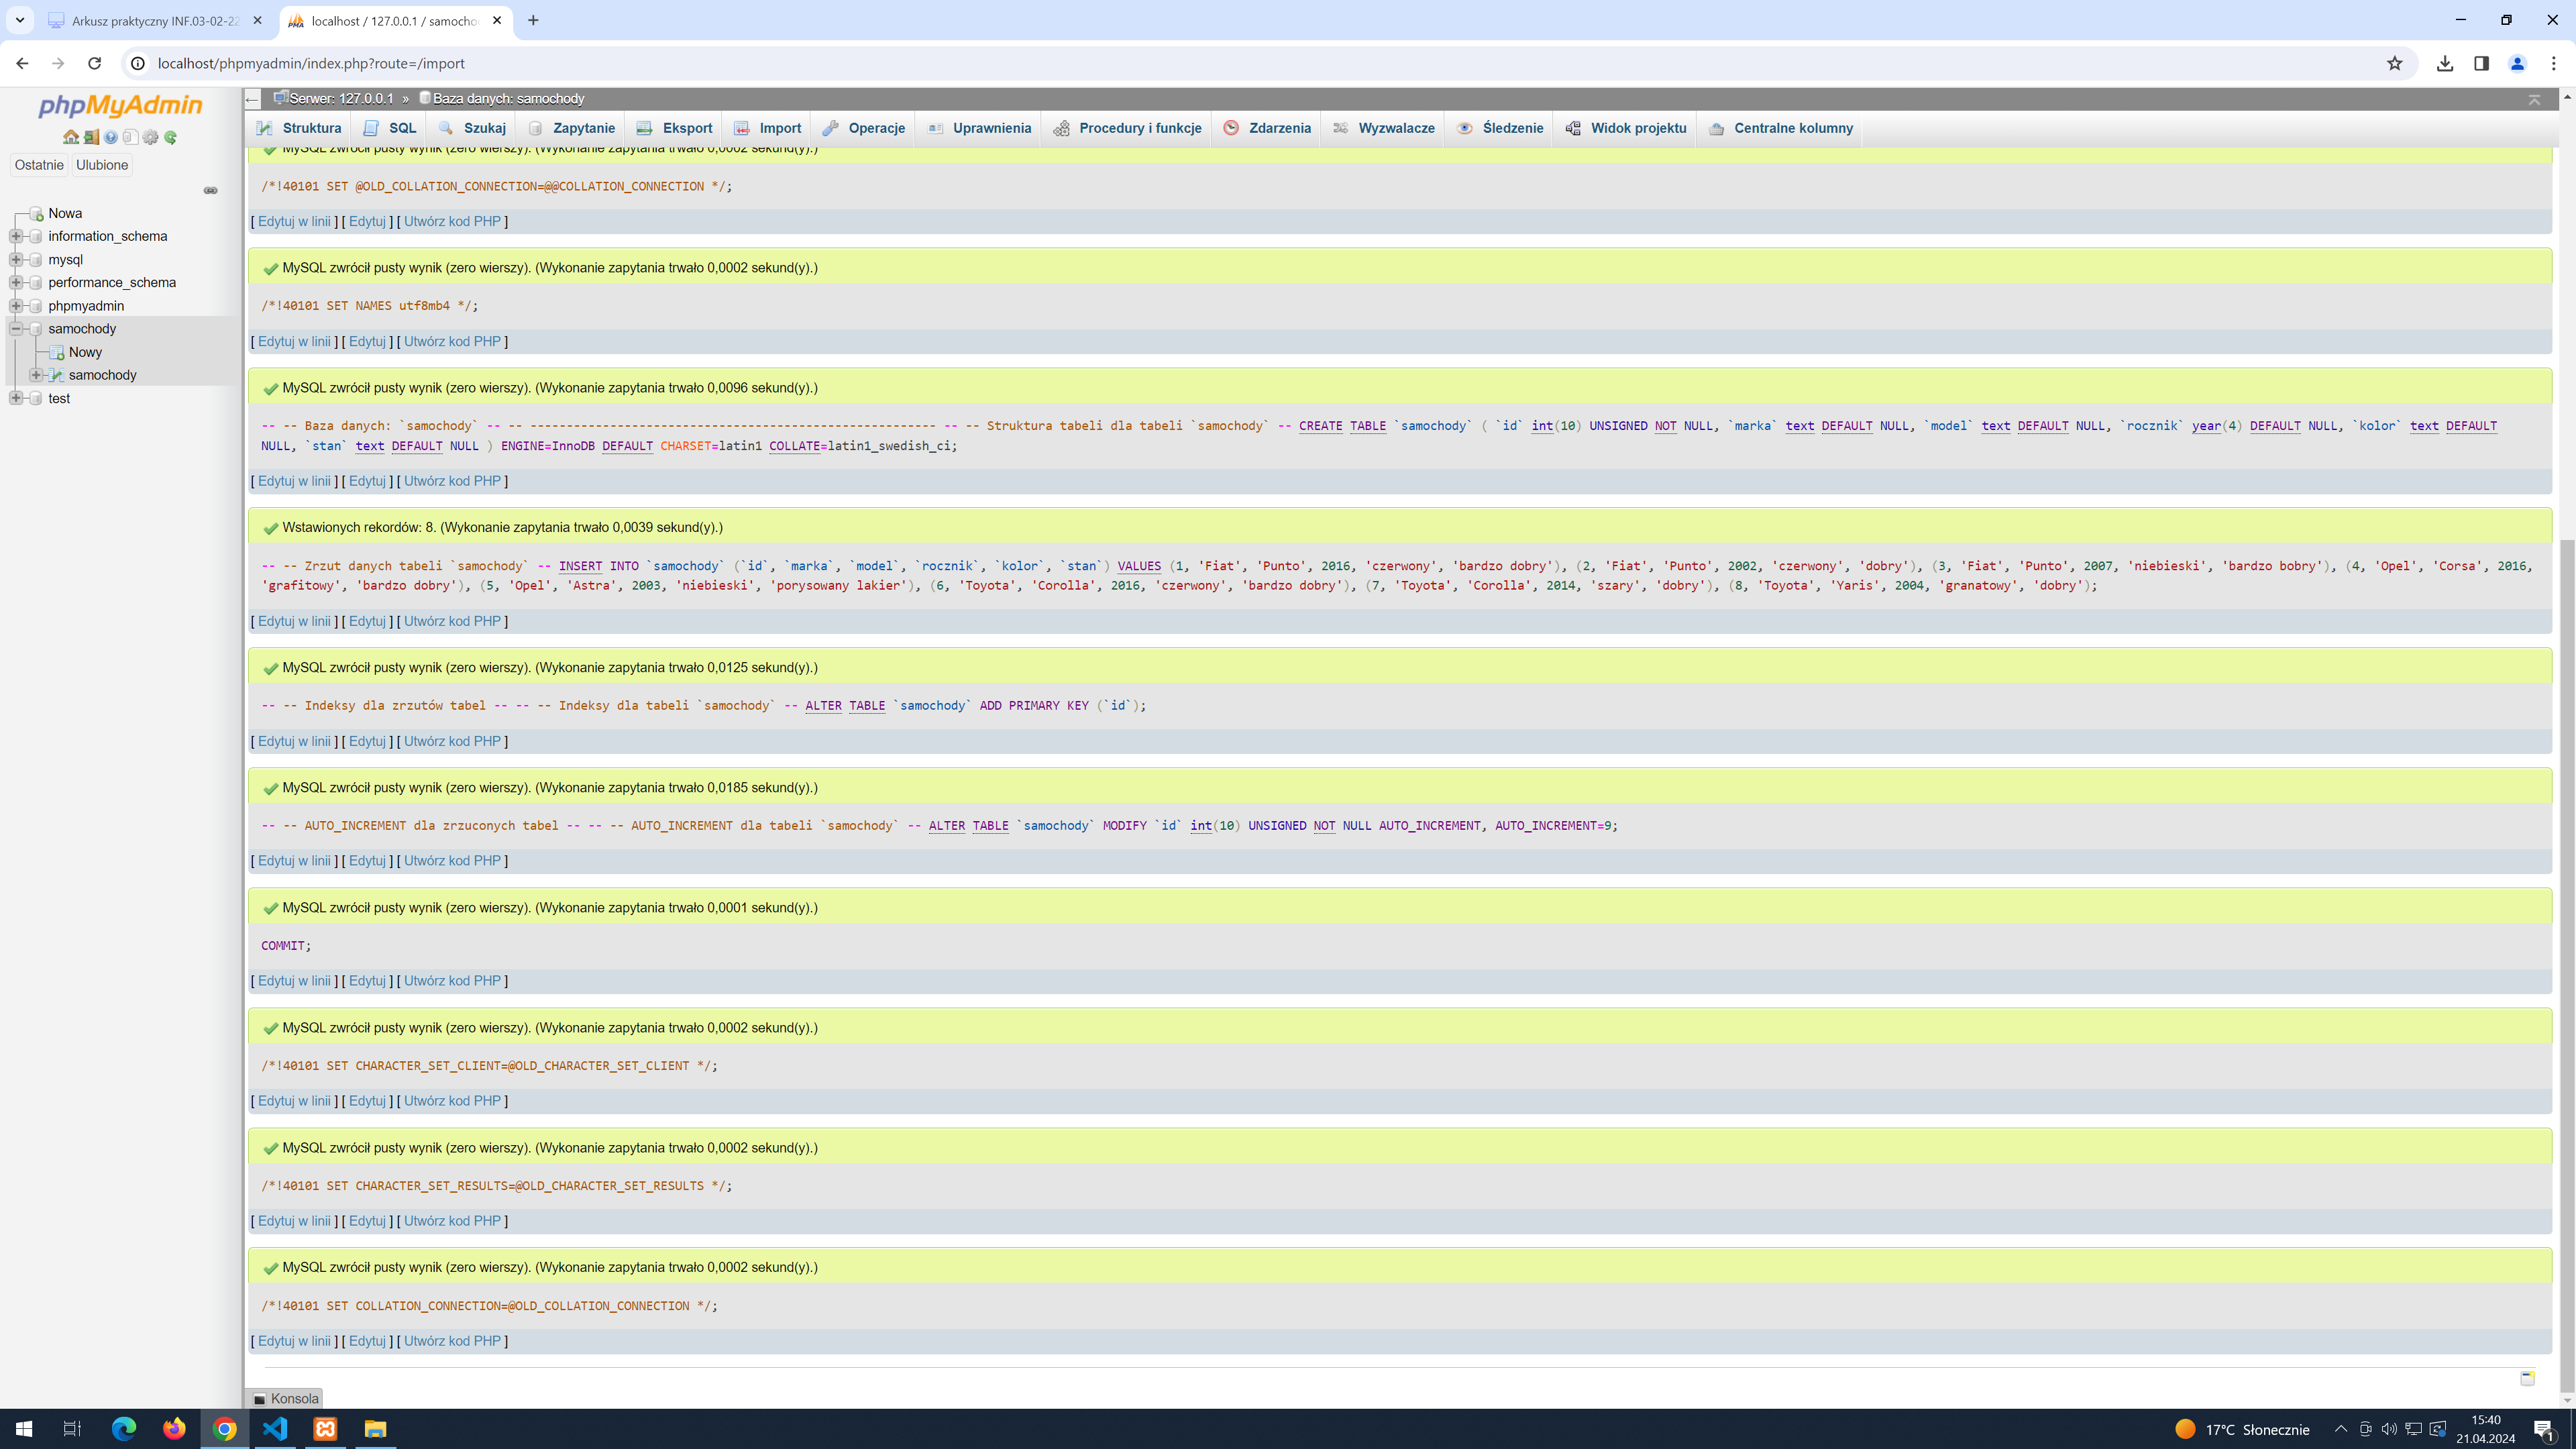 Arkusz praktyczny INF.03-02-22
localhost / 127.0.0.1 / samocho
localhost/phpmyadmin/index.php?route=/import
phpMyAdmin
Ostatnie Ulubione
Nowa
information_schema
mysql
performance_schema
phpmyadmin
samochody
Nowy
samochody
test
Serwer: 127.0.0.1 » Baza danych: samochody
Struktura SQL Szukaj Zapytanie Eksport Import Operacje Uprawnienia Procedury i funkcje Zdarzenia Wyzwalacze Śledzenie Widok projektu Centralne kolumny
MySQL zwrócił pusty wynik (zero wierszy). (Wykonanie zapytania trwało 0,0002 sekund(y).)
/*!40101 SET @OLD_COLLATION_CONNECTION=@@COLLATION_CONNECTION */;
[ Edytuj w linii ] [ Edytuj ] [ Utwórz kod PHP ]
MySQL zwrócił pusty wynik (zero wierszy). (Wykonanie zapytania trwało 0,0002 sekund(y).)
/*!40101 SET NAMES utf8mb4 */;
[ Edytuj w linii ] [ Edytuj ] [ Utwórz kod PHP ]
MySQL zwrócił pusty wynik (zero wierszy). (Wykonanie zapytania trwało 0,0096 sekund(y).)
-- -- Baza danych: `samochody` -- -- -------------------------------------------------------- -- -- Struktura tabeli dla tabeli `samochody` -- CREATE TABLE `samochody` ( `id` int(10) UNSIGNED NOT NULL, `marka` text DEFAULT NULL, `model` text DEFAULT NULL, `rocznik` year(4) DEFAULT NULL, `kolor` text DEFAULT
NULL, `stan` text DEFAULT NULL ) ENGINE=InnoDB DEFAULT CHARSET=latin1 COLLATE=latin1_swedish_ci;
[ Edytuj w linii ] [ Edytuj ] [ Utwórz kod PHP ]
Wstawionych rekordów: 8. (Wykonanie zapytania trwało 0,0039 sekund(y).)
-- -- Zrzut danych tabeli `samochody` -- INSERT INTO `samochody` (`id`, `marka`, `model`, `rocznik`, `kolor`, `stan`) VALUES (1, 'Fiat', 'Punto', 2016, 'czerwony', 'bardzo dobry'), (2, 'Fiat', 'Punto', 2002, 'czerwony', 'dobry'), (3, 'Fiat', 'Punto', 2007, 'niebieski', 'bardzo bobry'), (4, 'Opel', 'Corsa', 2016,
'grafitowy', 'bardzo dobry'), (5, 'Opel', 'Astra', 2003, 'niebieski', 'porysowany lakier'), (6, 'Toyota', 'Corolla', 2016, 'czerwony', 'bardzo dobry'), (7, 'Toyota', 'Corolla', 2014, 'szary', 'dobry'), (8, 'Toyota', 'Yaris', 2004, 'granatowy', 'dobry');
[ Edytuj w linii ] [ Edytuj ] [ Utwórz kod PHP ]
MySQL zwrócił pusty wynik (zero wierszy). (Wykonanie zapytania trwało 0,0125 sekund(y).)
-- -- Indeksy dla zrzutów tabel -- -- -- Indeksy dla tabeli `samochody` -- ALTER TABLE `samochody` ADD PRIMARY KEY (`id`);
[ Edytuj w linii ] [ Edytuj ] [ Utwórz kod PHP ]
MySQL zwrócił pusty wynik (zero wierszy). (Wykonanie zapytania trwało 0,0185 sekund(y).)
-- -- AUTO_INCREMENT dla zrzuconych tabel -- -- -- AUTO_INCREMENT dla tabeli `samochody` -- ALTER TABLE `samochody` MODIFY `id` int(10) UNSIGNED NOT NULL AUTO_INCREMENT, AUTO_INCREMENT=9;
[ Edytuj w linii ] [ Edytuj ] [ Utwórz kod PHP ]
MySQL zwrócił pusty wynik (zero wierszy). (Wykonanie zapytania trwało 0,0001 sekund(y).)
COMMIT;
[ Edytuj w linii ] [ Edytuj ] [ Utwórz kod PHP ]
MySQL zwrócił pusty wynik (zero wierszy). (Wykonanie zapytania trwało 0,0002 sekund(y).)
/*!40101 SET CHARACTER_SET_CLIENT=@OLD_CHARACTER_SET_CLIENT */;
[ Edytuj w linii ] [ Edytuj ] [ Utwórz kod PHP ]
MySQL zwrócił pusty wynik (zero wierszy). (Wykonanie zapytania trwało 0,0002 sekund(y).)
/*!40101 SET CHARACTER_SET_RESULTS=@OLD_CHARACTER_SET_RESULTS */;
[ Edytuj w linii ] [ Edytuj ] [ Utwórz kod PHP ]
MySQL zwrócił pusty wynik (zero wierszy). (Wykonanie zapytania trwało 0,0002 sekund(y).)
/*!40101 SET COLLATION_CONNECTION=@OLD_COLLATION_CONNECTION */;
[ Edytuj w linii ] [ Edytuj ] [ Utwórz kod PHP ]
Konsola
17°C Słonecznie
15:40
21.04.2024
1